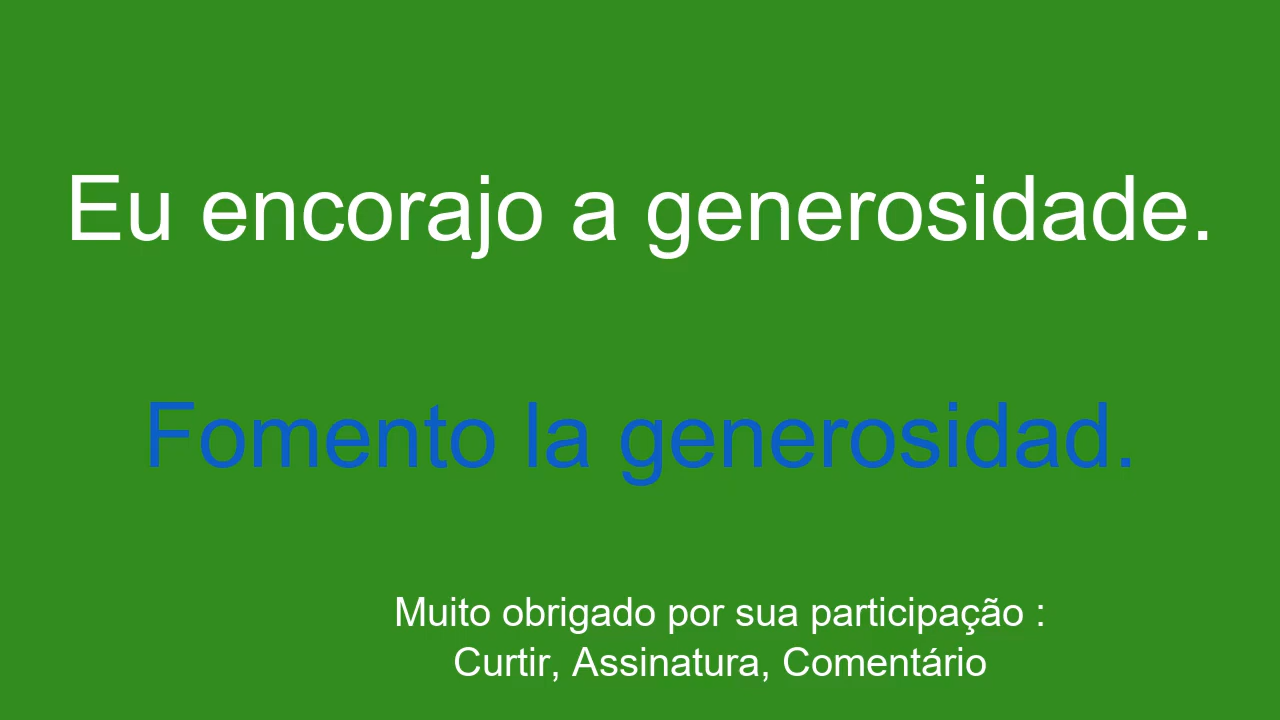 Eu encorajo a generosidade.
Fomento la generosidad.
Muito obrigado por sua participação :
Curtir, Assinatura, Comentário